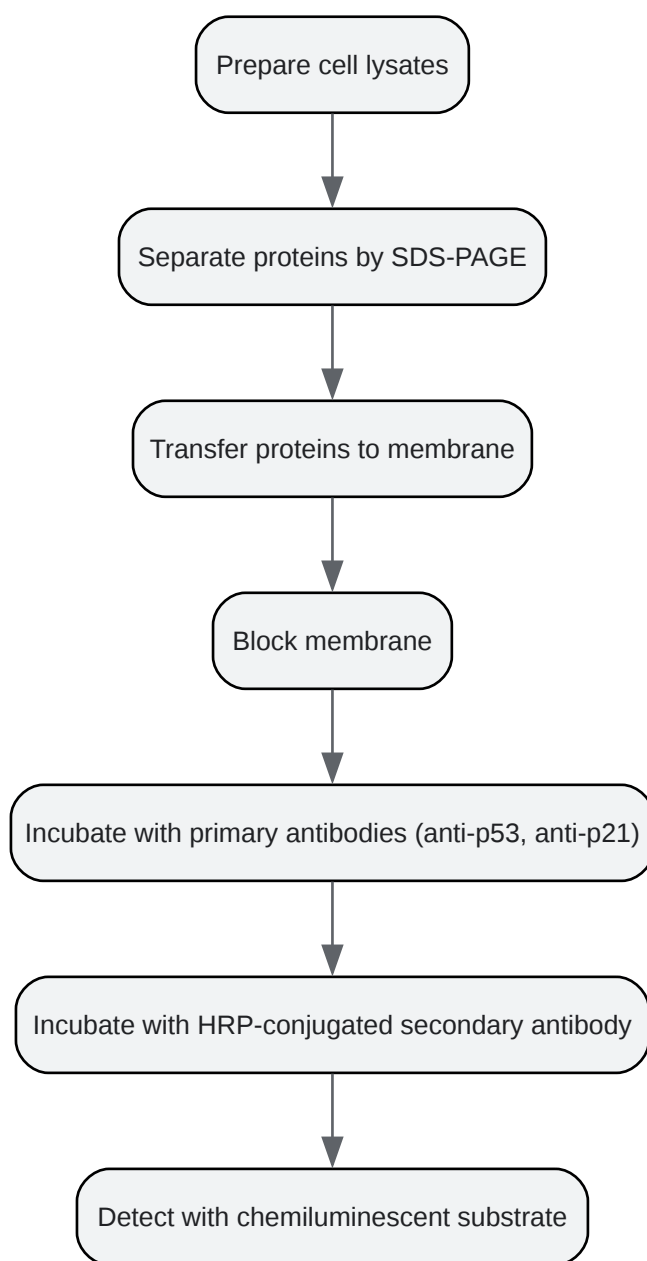 Prepare cell lysates
Separate proteins by SDS-PAGE
Transfer proteins to membrane
Block membrane
Incubate with primary antibodies (anti-p53, anti-p21)
Incubate with HRP-conjugated secondary antibody
Detect with chemiluminescent substrate